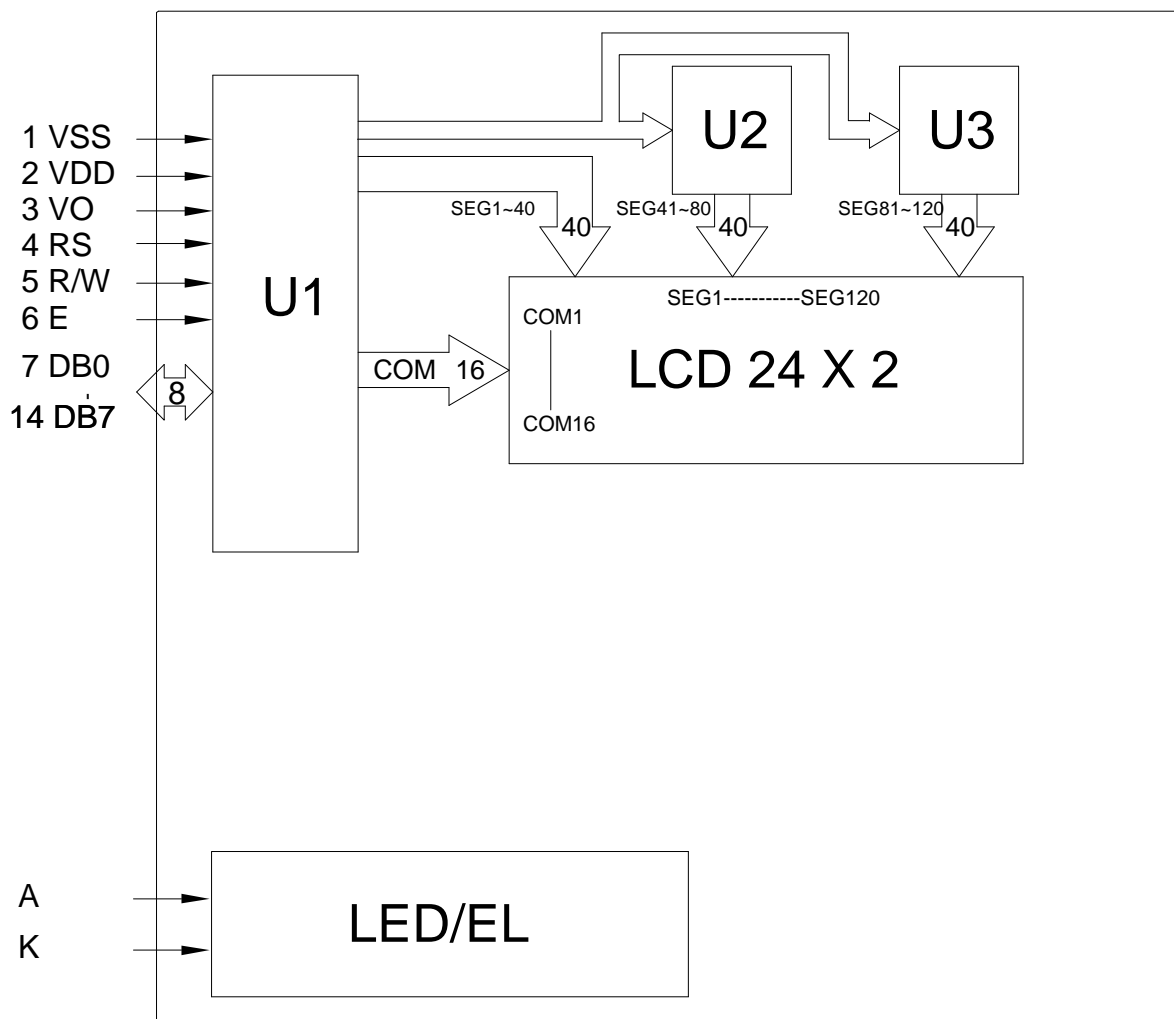 1 VSS
2 VDD
3 VO
4 RS
5 R/W
6 E
7 DB0
14 DB7
8
U1
U2
U3
SEG1~40
40
SEG41~80
40
SEG81~120
40
SEG1-----------SEG120
COM1
COM16
COM 16
LCD 24 X 2
A
K
LED/EL